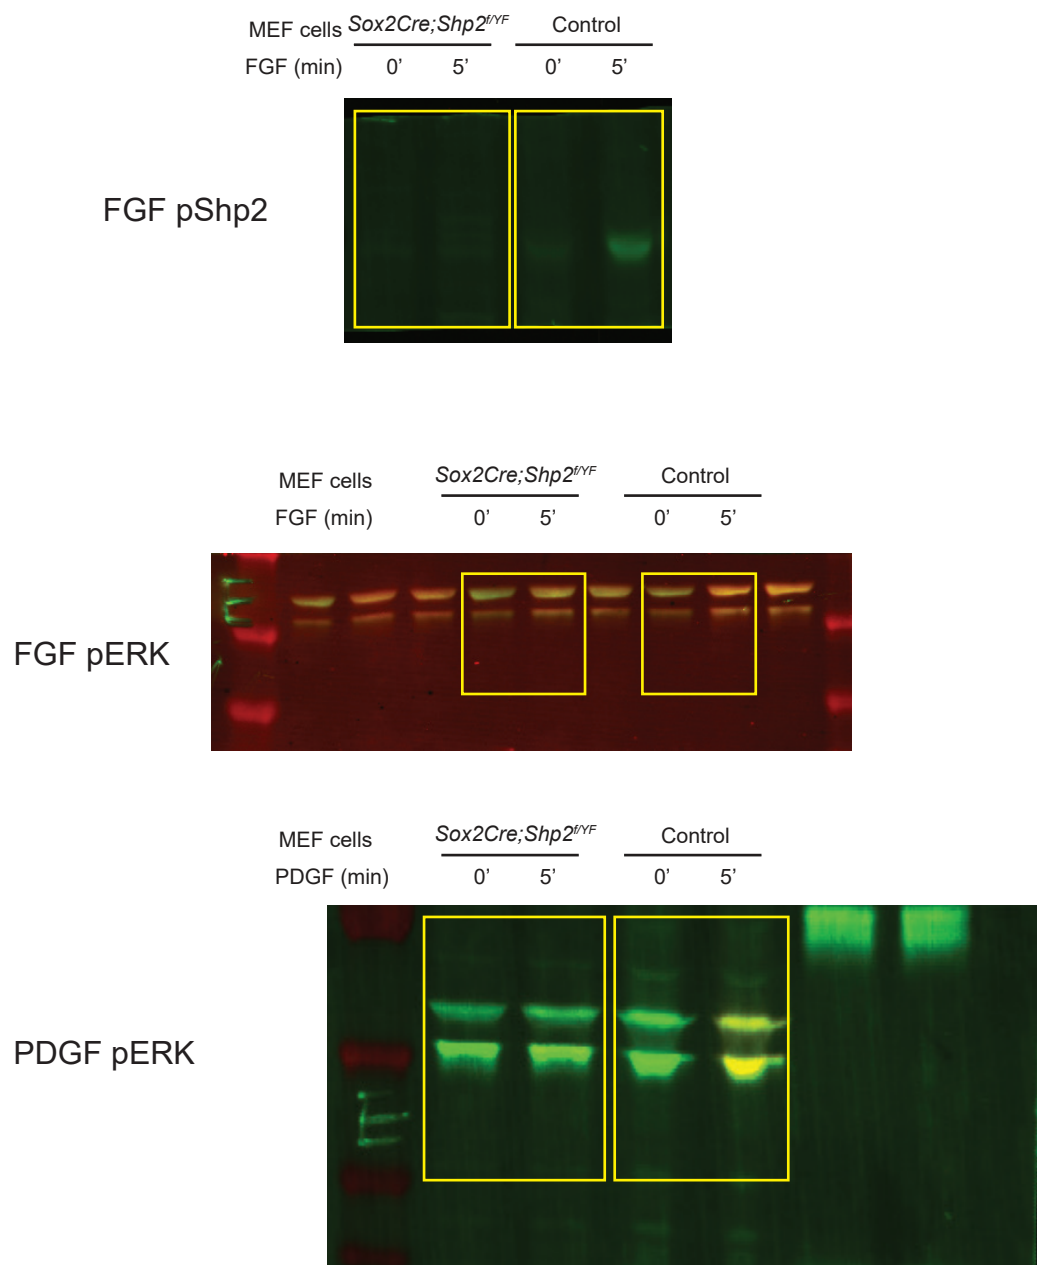 MEF cells Sox2Cre;Shp2f/YF Control
FGF (min) 0’ 5’ 0’ 5’
FGF pShp2
MEF cells Sox2Cre;Shp2f/YF Control
FGF (min) 0’ 5’ 0’ 5’
E
FGF pERK
MEF cells Sox2Cre;Shp2f/YF Control
PDGF (min) 0’ 5’ 0’ 5’
PDGF pERK
E